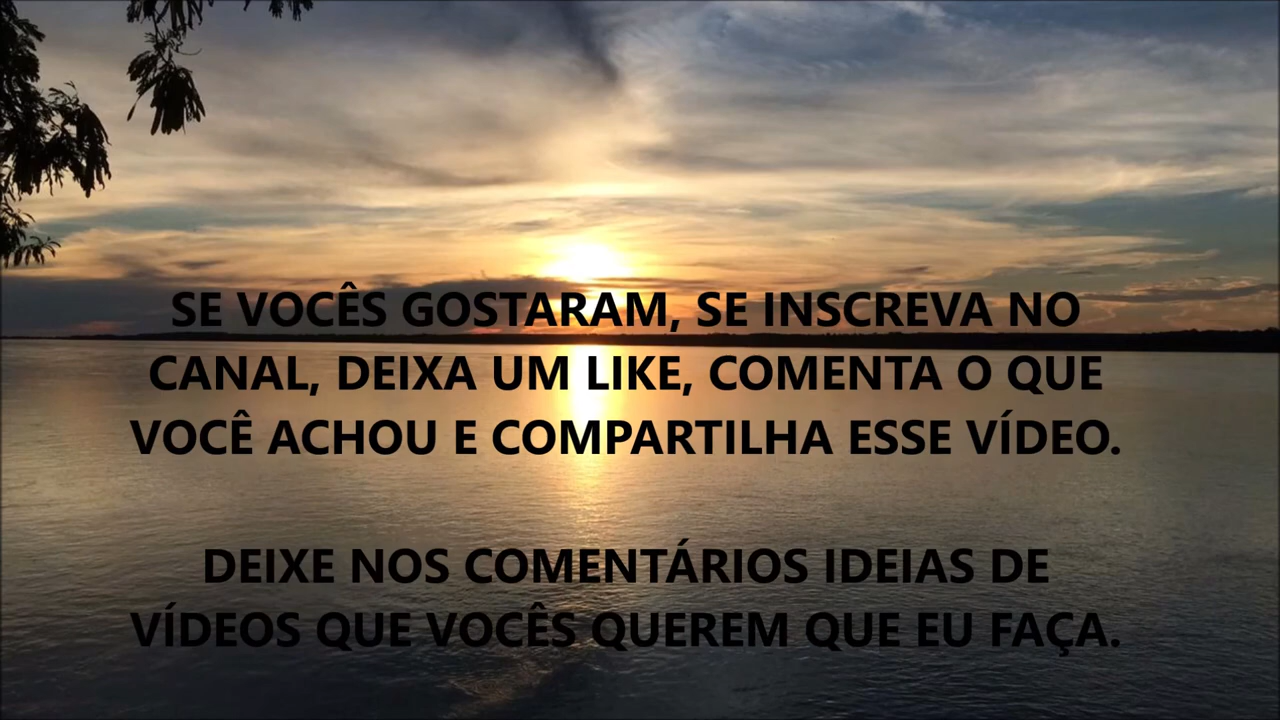 SE VOCÊS GOSTARAM, SE INSCREVA NO
CANAL, DEIXA UM LIKE, COMENTA O QUE
VOCÊ ACHOU E COMPARTILHA ESSE VÍDEO.
DEIXE NOS COMENTÁRIOS IDEIAS DE
VÍDEOS QUE VOCÊS QUEREM QUE EU FAÇA.